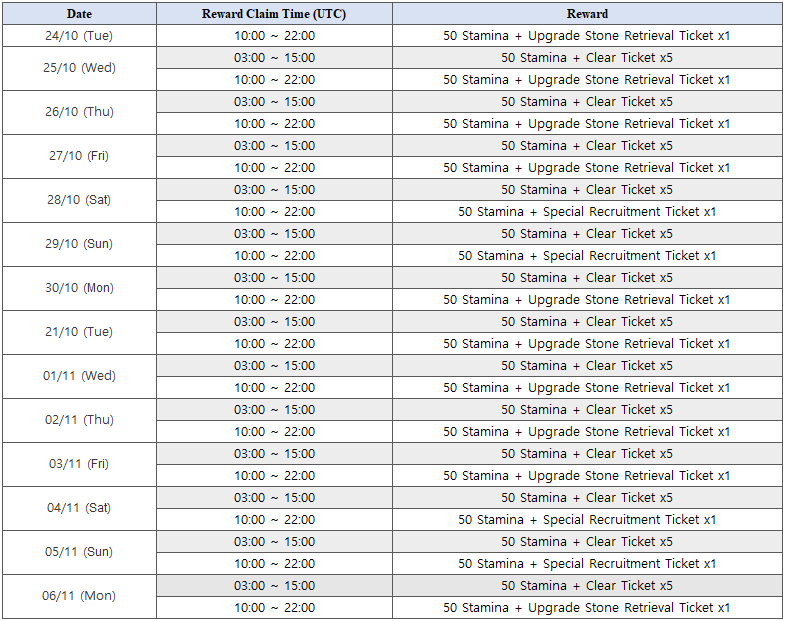 Date Reward Claim Time (UTC) Reward
24/10 (Tue) 10:00 ~ 22:00 50 Stamina + Upgrade Stone Retrieval Ticket x1
25/10 (Wed) 03:00 ~ 15:00 50 Stamina + Clear Ticket x5
10:00 ~ 22:00 50 Stamina + Upgrade Stone Retrieval Ticket x1
26/10 (Thu) 03:00 ~ 15:00 50 Stamina + Clear Ticket x5
10:00 ~ 22:00 50 Stamina + Upgrade Stone Retrieval Ticket x1
27/10 (Fri) 03:00 ~ 15:00 50 Stamina + Clear Ticket x5
10:00 ~ 22:00 50 Stamina + Upgrade Stone Retrieval Ticket x1
28/10 (Sat) 03:00 ~ 15:00 50 Stamina + Clear Ticket x5
10:00 ~ 22:00 50 Stamina + Special Recruitment Ticket x1
29/10 (Sun) 03:00 ~ 15:00 50 Stamina + Clear Ticket x5
10:00 ~ 22:00 50 Stamina + Special Recruitment Ticket x1
30/10 (Mon) 03:00 ~ 15:00 50 Stamina + Clear Ticket x5
10:00 ~ 22:00 50 Stamina + Upgrade Stone Retrieval Ticket x1
21/10 (Tue) 03:00 ~ 15:00 50 Stamina + Clear Ticket x5
10:00 ~ 22:00 50 Stamina + Upgrade Stone Retrieval Ticket x1
01/11 (Wed) 03:00 ~ 15:00 50 Stamina + Clear Ticket x5
10:00 ~ 22:00 50 Stamina + Upgrade Stone Retrieval Ticket x1
02/11 (Thu) 03:00 ~ 15:00 50 Stamina + Clear Ticket x5
10:00 ~ 22:00 50 Stamina + Upgrade Stone Retrieval Ticket x1
03/11 (Fri) 03:00 ~ 15:00 50 Stamina + Clear Ticket x5
10:00 ~ 22:00 50 Stamina + Upgrade Stone Retrieval Ticket x1
04/11 (Sat) 03:00 ~ 15:00 50 Stamina + Clear Ticket x5
10:00 ~ 22:00 50 Stamina + Special Recruitment Ticket x1
05/11 (Sun) 03:00 ~ 15:00 50 Stamina + Clear Ticket x5
10:00 ~ 22:00 50 Stamina + Special Recruitment Ticket x1
06/11 (Mon) 03:00 ~ 15:00 50 Stamina + Clear Ticket x5
10:00 ~ 22:00 50 Stamina + Upgrade Stone Retrieval Ticket x1